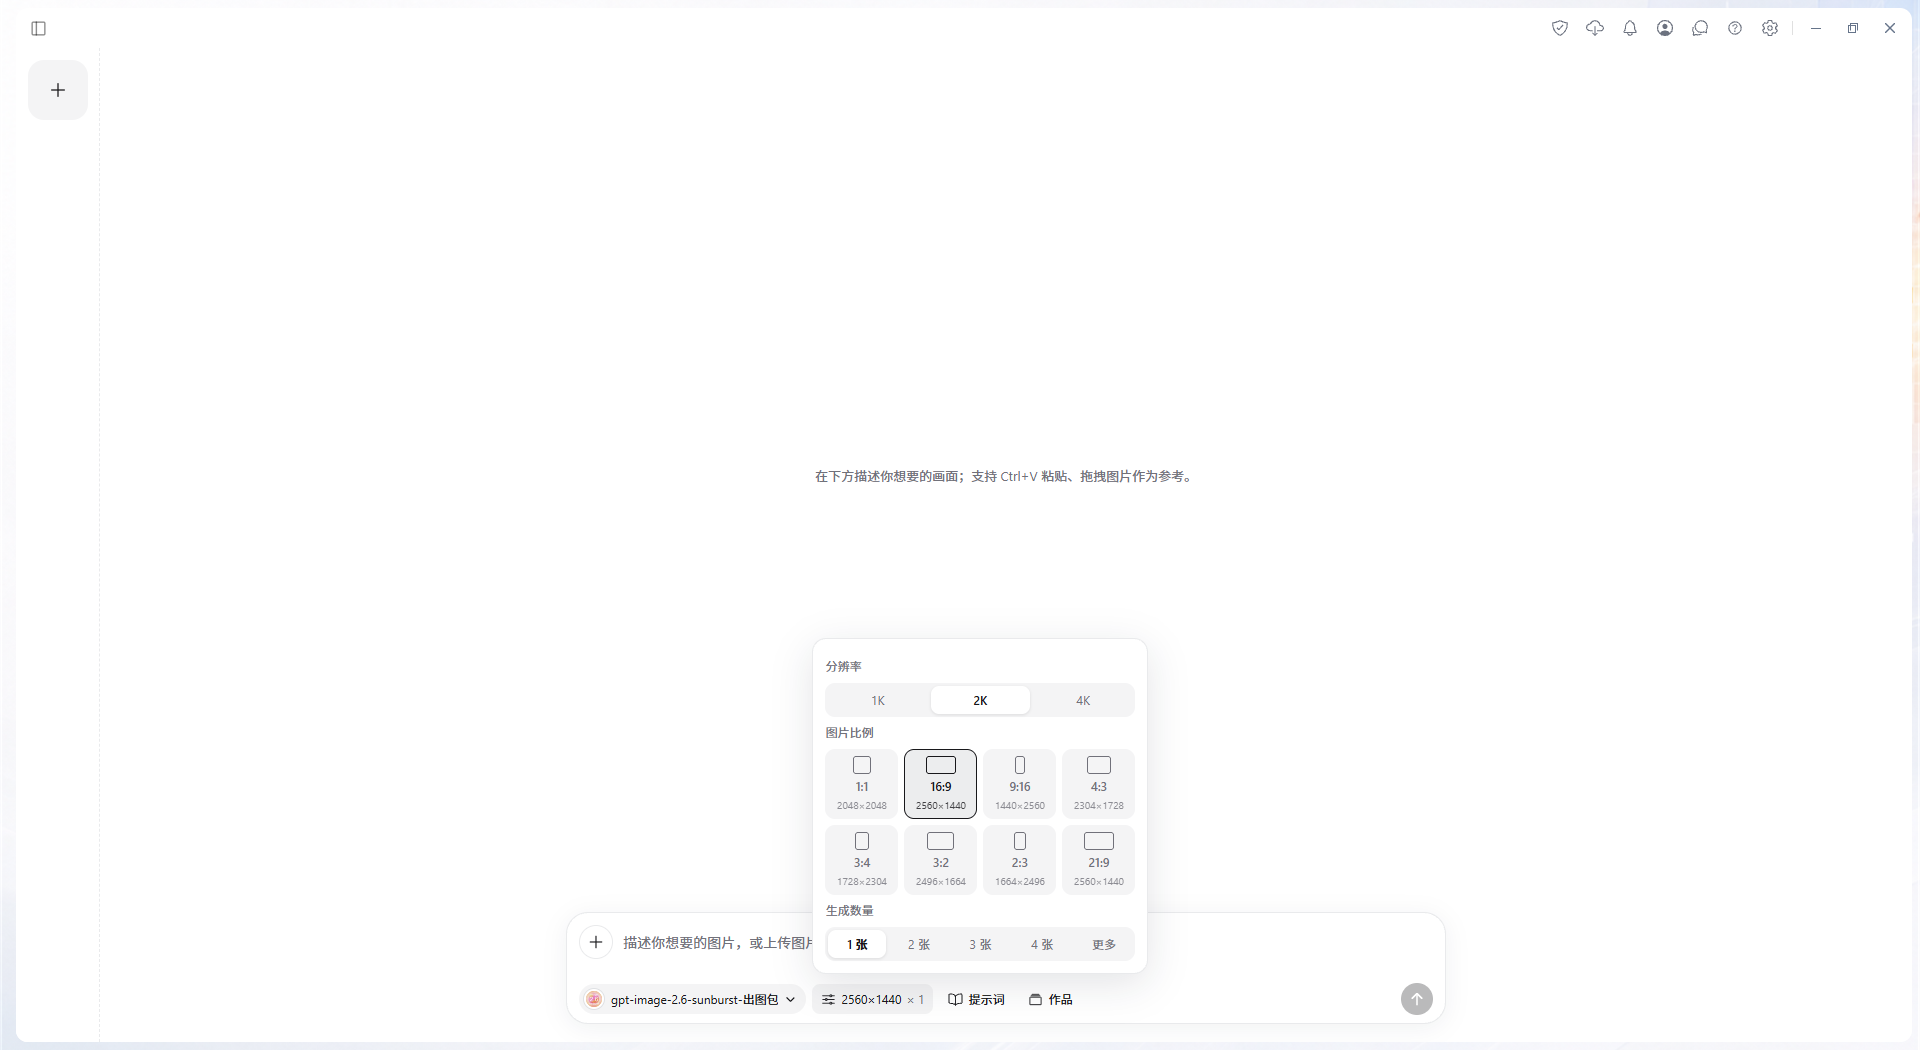 在下方描述你想要的画面；支持 Ctrl+V 粘贴、拖拽图片作为参考。
分辨率
1K 2K 4K
图片比例
1:1 16:9 9:16 4:3
2048×2048 2560×1440 1440×2560 2304×1728
3:4 3:2 2:3 21:9
1728×2304 2496×1664 1664×2496 2560×1440
生成数量
1 张 2 张 3 张 4 张 更多
描述你想要的图片，或上传图
gpt-image-2.6-sunburst-出图包 2560×1440 × 1 提示词 作品